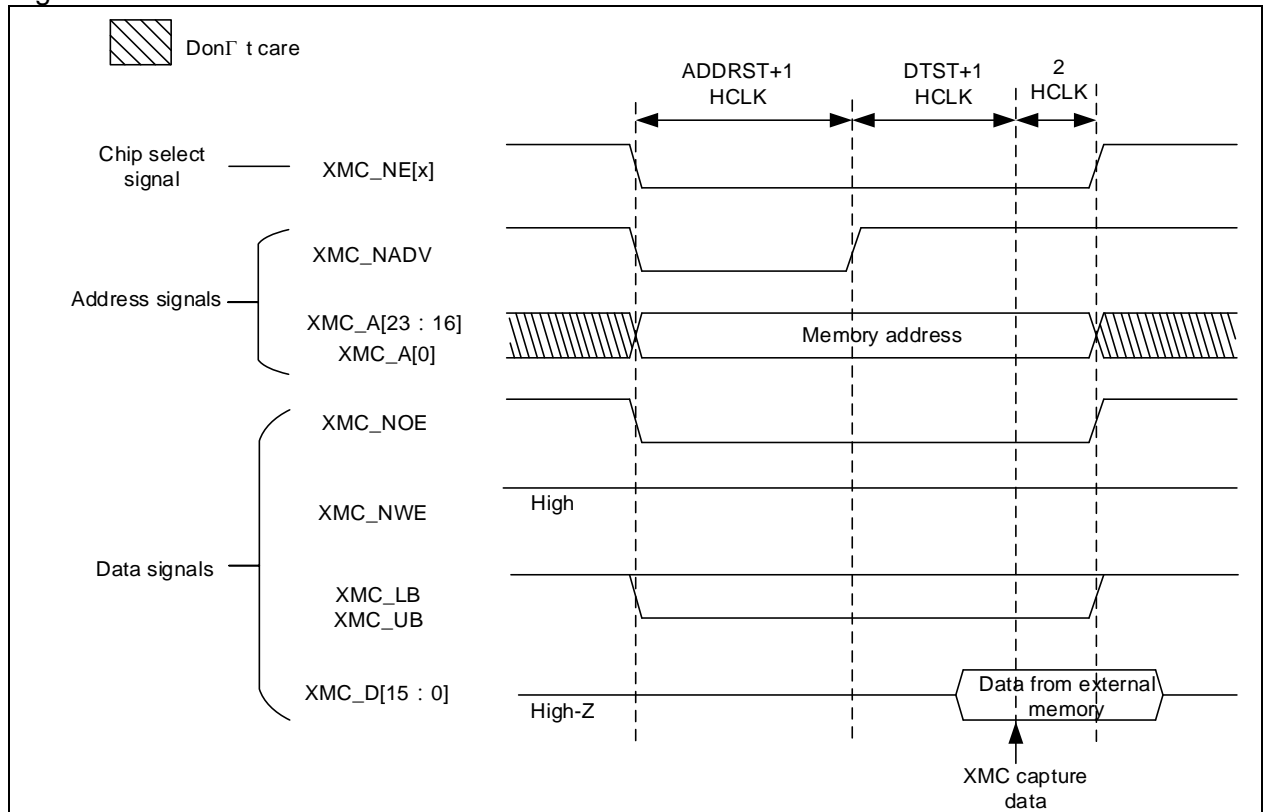 DonΓ t care
ADDRST+1
HCLK
DTST+1
HCLK
2
HCLK
Chip select
signal
XMC_NE[x]
XMC_NADV
Address signals
XMC_A[23 : 16]
XMC_A[0]
Memory address
XMC_NOE
XMC_NWE
High
Data signals
XMC_LB
XMC_UB
XMC_D[15 : 0]
High-Z
Data from external
memory
XMC capture
data